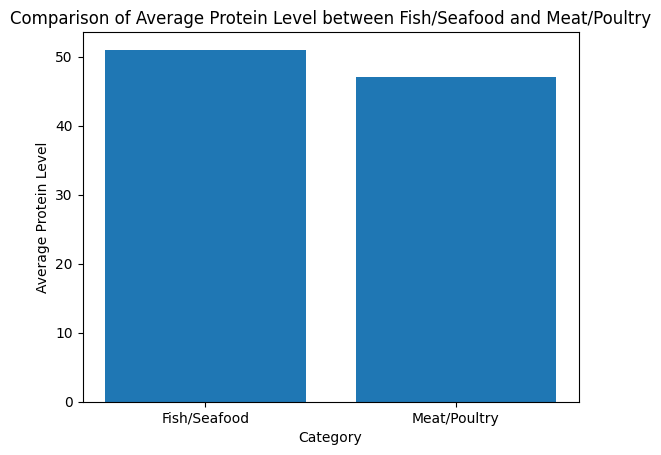 Comparison of Average Protein Level between Fish/Seafood and Meat/Poultry
50
40
30
20
10
0
Average Protein Level
Fish/Seafood
Meat/Poultry
Category